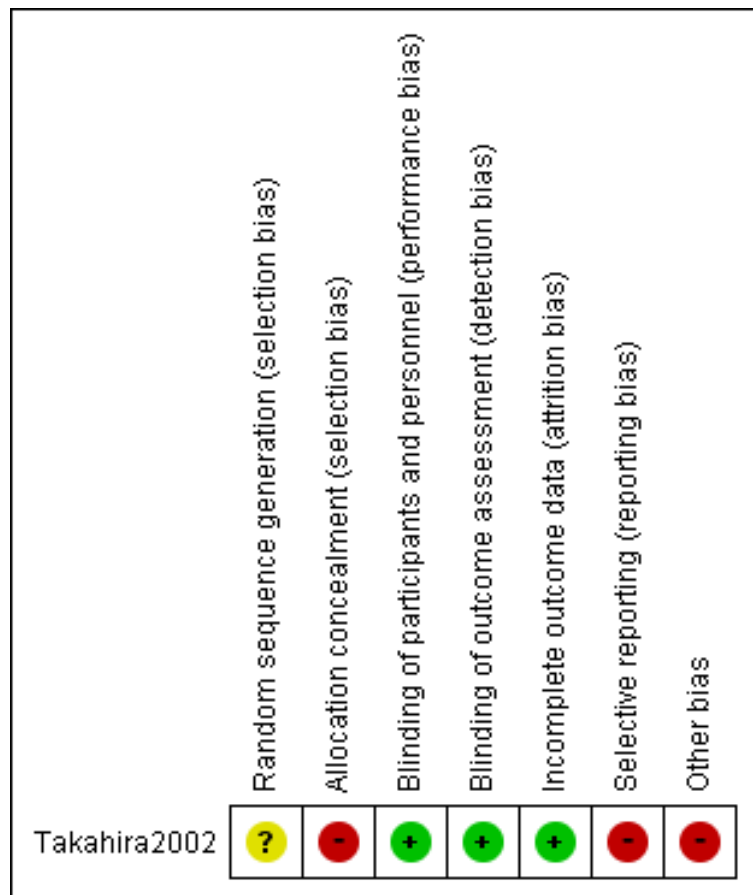 Random sequence generation (selection bias)
Allocation concealment (selection bias)
Blinding of participants and personnel (performance bias)
Blinding of outcome assessment (detection bias)
Incomplete outcome data (attrition bias)
Selective reporting (reporting bias)
Other bias
Takahira2002 ? - + + + - -